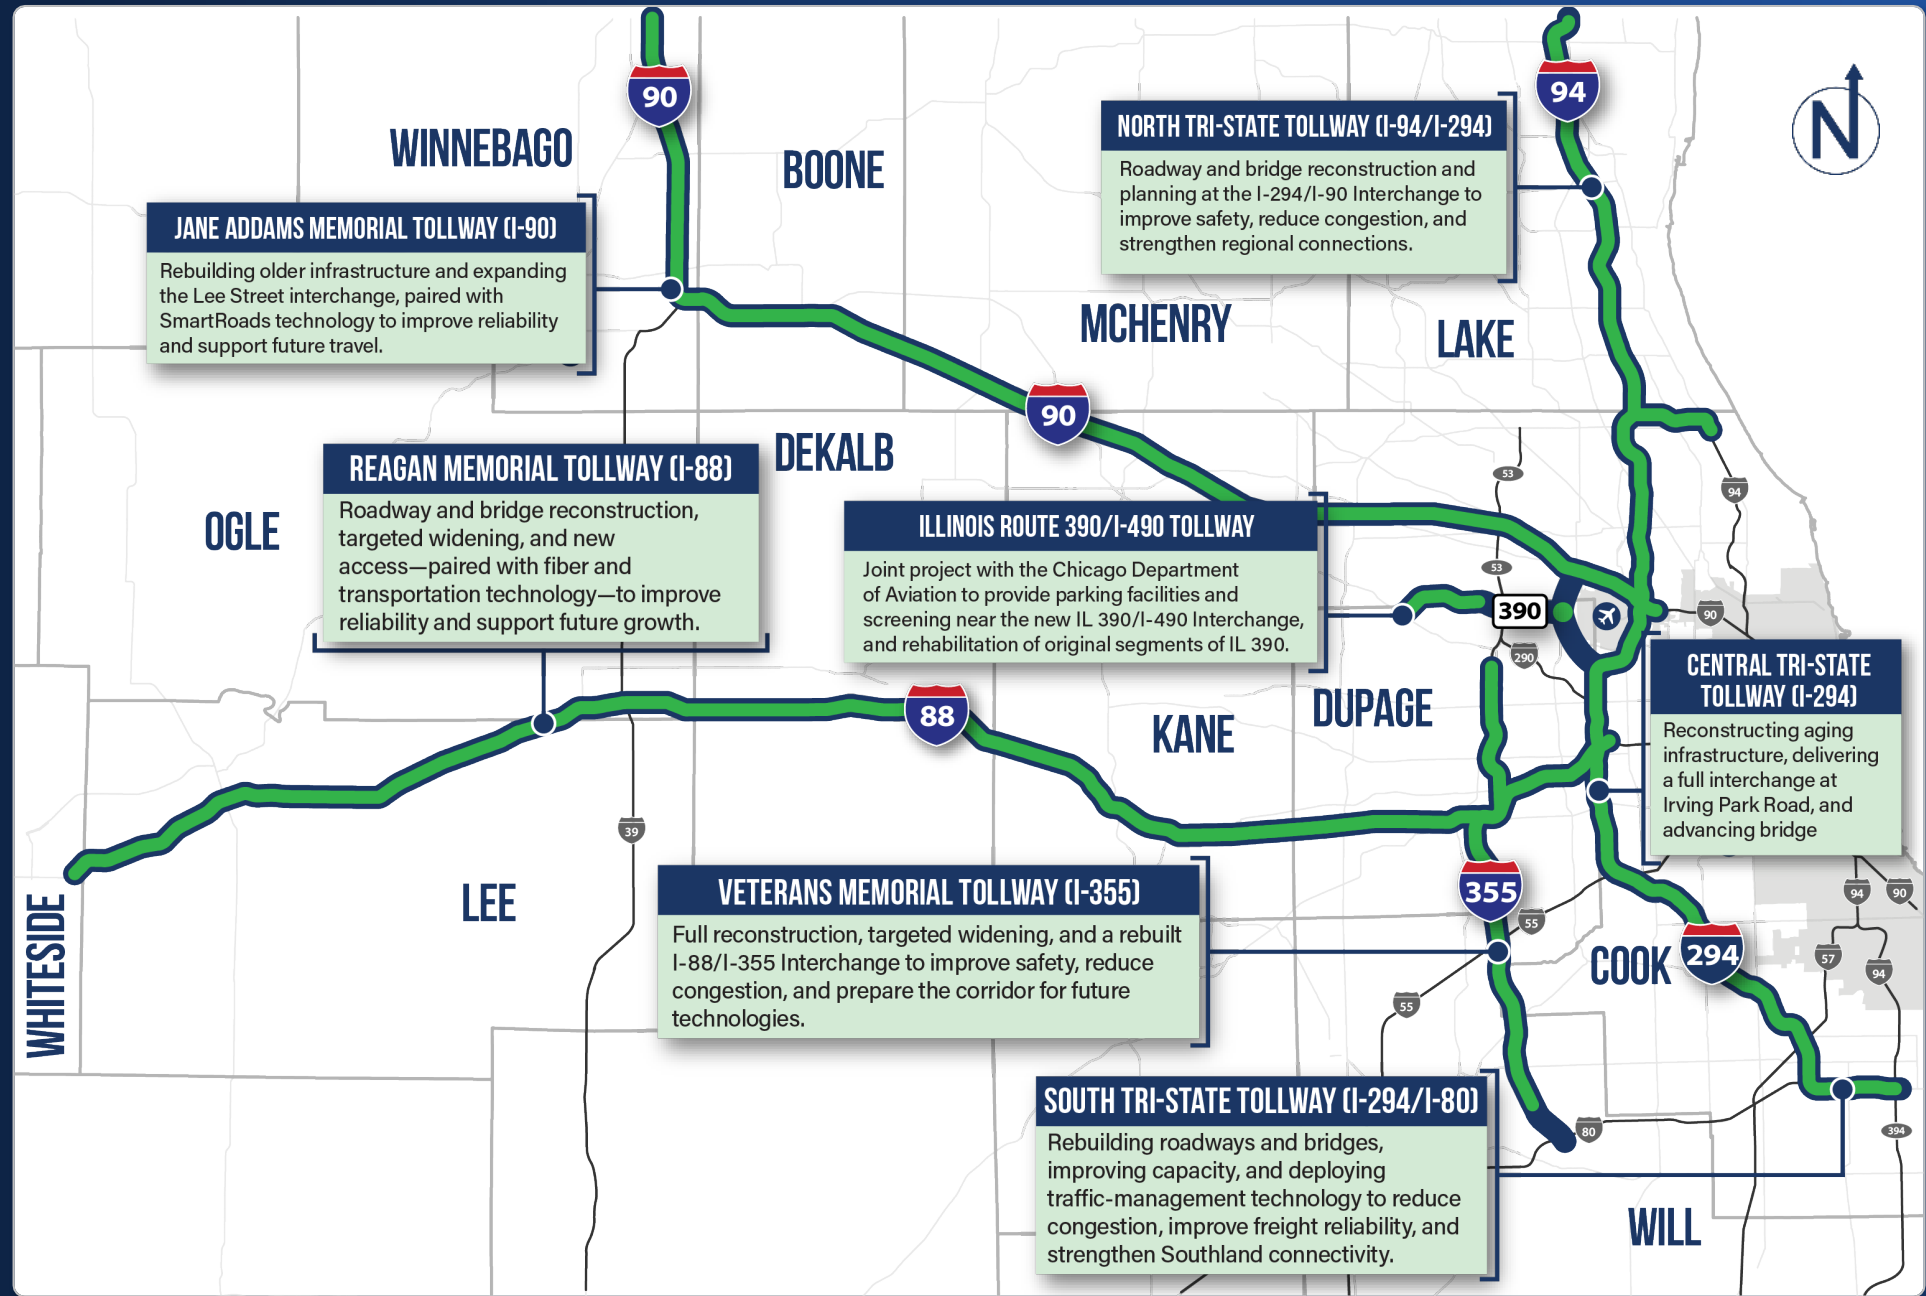 90
94
N
WINNEBAGO
BOONE
NORTH TRI-STATE TOLLWAY (I-94/I-294)
Roadway and bridge reconstruction and
planning at the I-294/I-90 Interchange to
improve safety, reduce congestion, and
strengthen regional connections.
JANE ADDAMS MEMORIAL TOLLWAY (I-90)
Rebuilding older infrastructure and expanding
the Lee Street interchange, paired with
SmartRoads technology to improve reliability
and support future travel.
MCHENRY
LAKE
90
DEKALB
REAGAN MEMORIAL TOLLWAY (I-88)
Roadway and bridge reconstruction,
targeted widening, and new
access—paired with fiber and
transportation technology—to improve
reliability and support future growth.
OGLE
53
94
ILLINOIS ROUTE 390/I-490 TOLLWAY
Joint project with the Chicago Department
of Aviation to provide parking facilities and
screening near the new IL 390/I-490 Interchange,
and rehabilitation of original segments of IL 390.
53
390
90
290
CENTRAL TRI-STATE
TOLLWAY (I-294)
Reconstructing aging
infrastructure, delivering
a full interchange at
Irving Park Road, and
advancing bridge
88
KANE
DUPAGE
39
WHITESIDE
LEE
VETERANS MEMORIAL TOLLWAY (I-355)
Full reconstruction, targeted widening, and a rebuilt
I-88/I-355 Interchange to improve safety, reduce
congestion, and prepare the corridor for future
technologies.
355
55
94
90
COOK
294
57
94
55
SOUTH TRI-STATE TOLLWAY (I-294/I-80)
Rebuilding roadways and bridges,
improving capacity, and deploying
traffic-management technology to reduce
congestion, improve freight reliability, and
strengthen Southland connectivity.
80
394
WILL